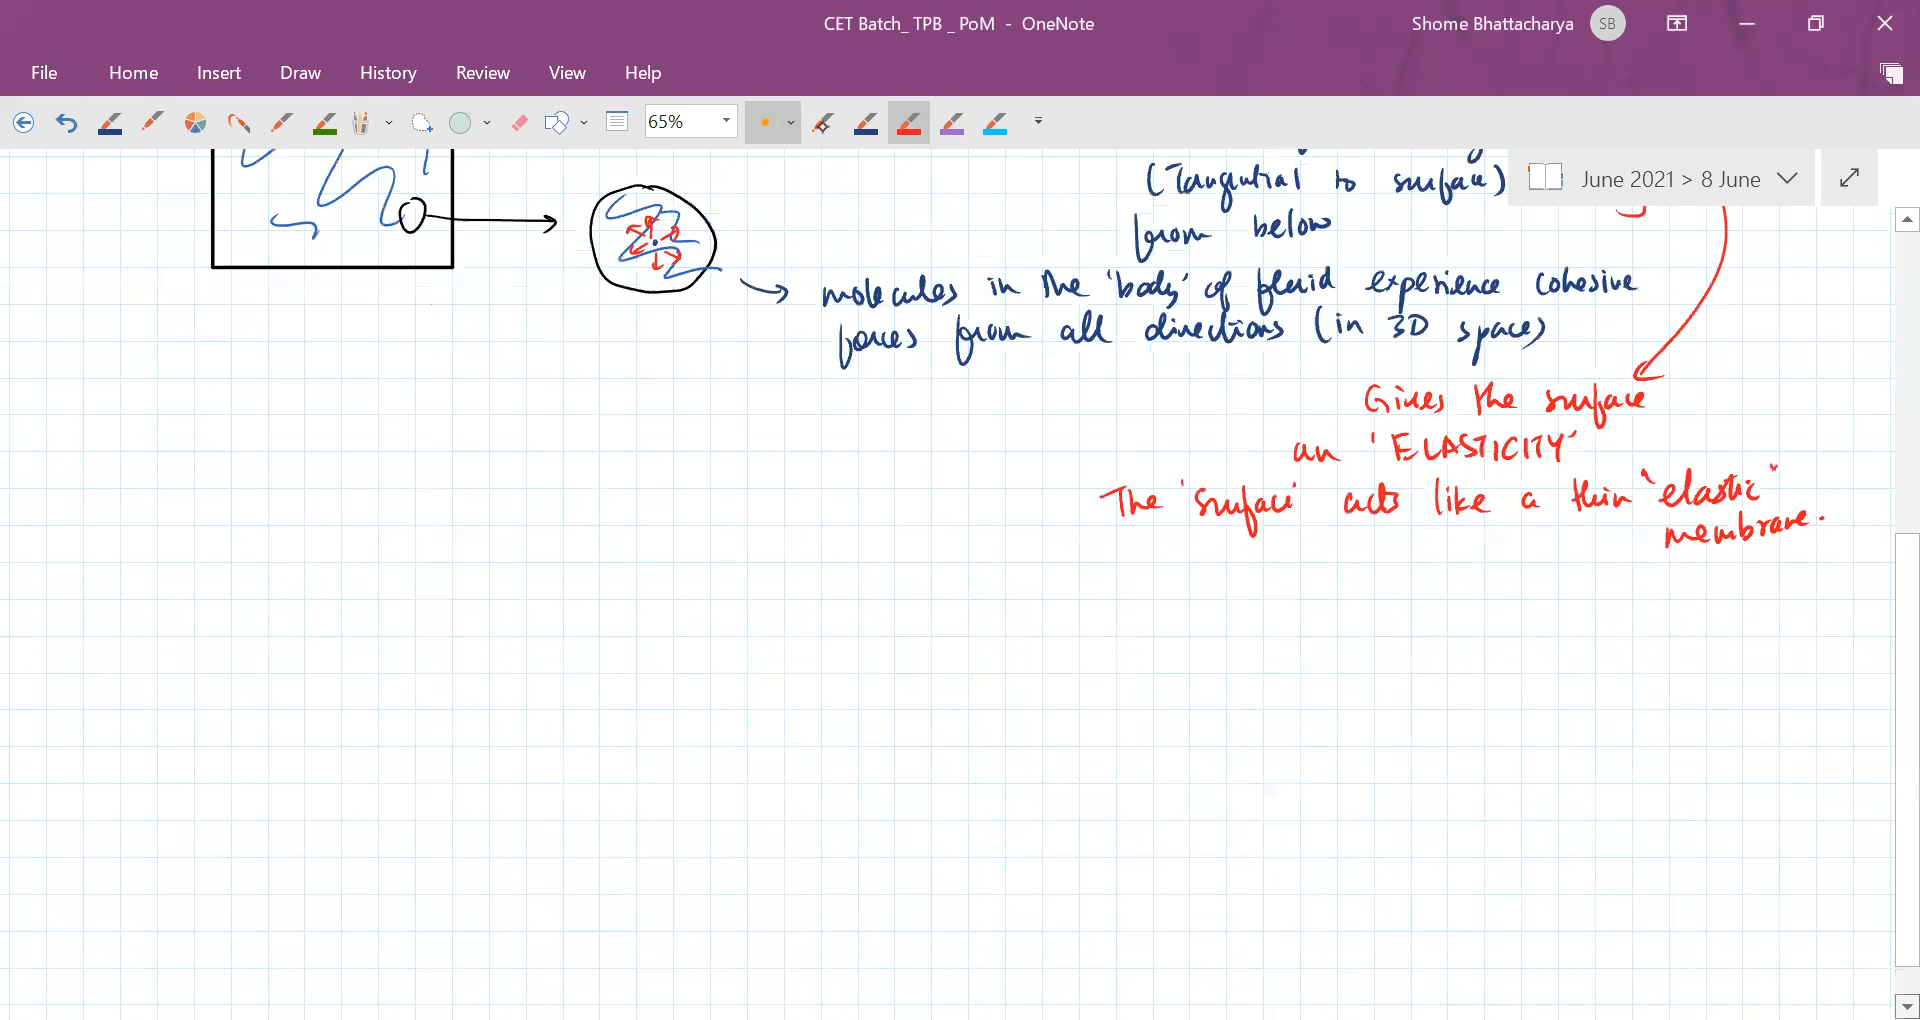 CET Batch_ TPB _ PoM - OneNote
Shome Bhattacharya
SB
File Home Insert Draw History Review View Help
65%
June 2021 > 8 June
(Tangential to surface)
from below
molecules in the 'body' of fluid experience cohesive
forces from all directions (in 3D space)
Gives the surface
an 'ELASTICITY'
The 'surface' acts like a thin "elastic"
membrane.